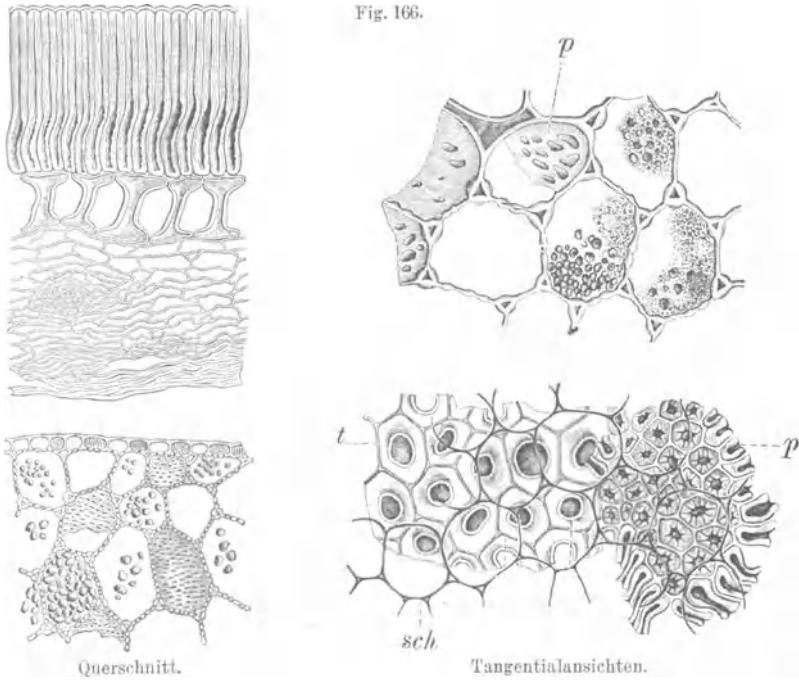 Fig. 166.
p
t
p
sch
Querschnitt.
Tangentialansichten.